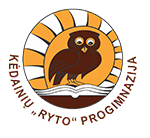 KĖDAINIŲ „RYTO“ PROGIMNAZIJA